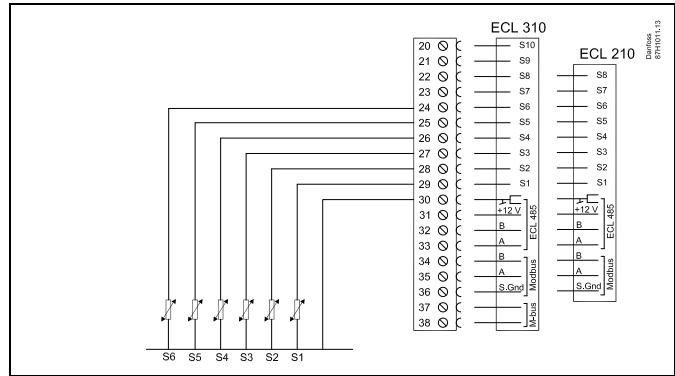 ECL 310
ECL 210
Danfoss
87H1011.13
20 S10
21 S9
22 S8 S8
23 S7 S7
24 S6 S6
25 S5 S5
26 S4 S4
27 S3 S3
28 S2 S2
29 S1 S1
30
31 +12 V +12 V
32 B B
33 A A
ECL 485 ECL 485
34 B B
35 A A
36 S.Gnd S.Gnd
Modbus Modbus
37
38
M-bus
S6 S5 S4 S3 S2 S1